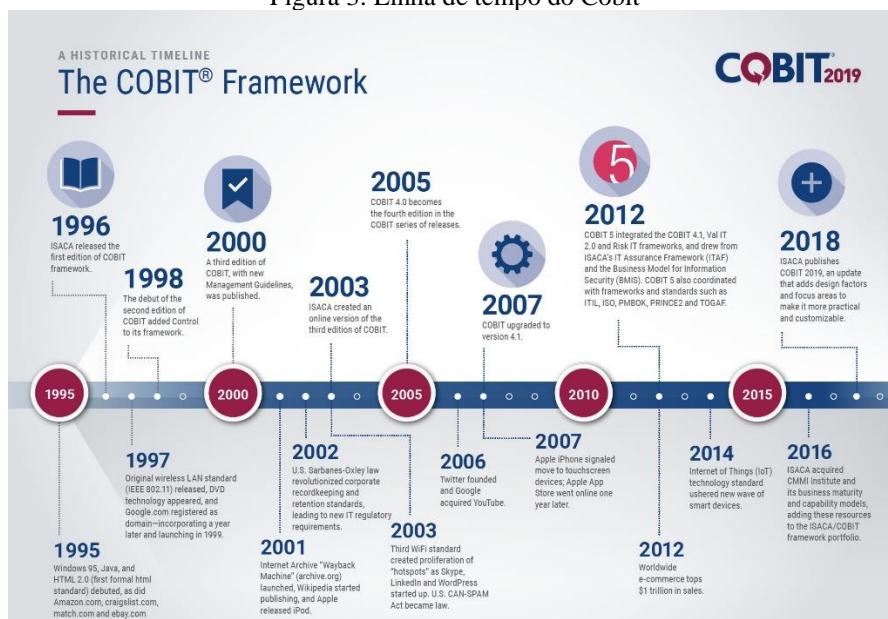 Figura 3: Linha de tempo do Cobit
A HISTORICAL TIMELINE
The COBIT® Framework
COBIT®2019
1996
ISACA released the
first edition of COBIT
framework.
1998
The debut of the
second edition of
COBIT added Control
to its framework.
2000
A third edition of
COBIT, with new
Management Guidelines,
was published.
2003
ISACA created an
online version of the
third edition of COBIT.
2005
COBIT 4.0 becomes
the fourth edition in the
COBIT series of releases.
2007
COBIT upgraded to
version 4.1.
5
2012
COBIT 5 integrated the COBIT 4.1, Val IT
2.0 and Risk IT frameworks, and drew from
ISACA's IT Assurance Framework (ITAF)
and the Business Model for Information
Security (BMIS). COBIT 5 also coordinated
with frameworks and standards such as
ITIL, ISO, PMBOK, PRINCE2 and TOGAF.
2018
ISACA publishes
COBIT 2019, an update
that adds design factors
and focus areas to
make it more practical
and customizable.
1995
2000
2005
2010
2015
1995
Windows 95, Java, and
HTML 2.0 (first formal html
standard) debuted, as did
Amazon.com, craigslist.com,
match.com and ebay.com
1997
Original wireless LAN standard
(IEEE 802.11) released, DVD
technology appeared, and
Google.com registered as
domain—incorporating a year
later and launching in 1999.
2001
Internet Archive "Wayback
Machine" (archive.org)
launched, Wikipedia started
publishing, and Apple
released iPod.
2002
U.S. Sarbanes-Oxley law
revolutionized corporate
recordkeeping and
retention standards,
leading to new IT regulatory
requirements.
2003
Third WiFi standard
created proliferation of
"hotspots" as Skype,
LinkedIn and WordPress
started up. U.S. CAN-SPAM
Act became law.
2006
Twitter founded
and Google
acquired YouTube.
2007
Apple iPhone signaled
move to touchscreen
devices; Apple App
Store went online one
year later.
2012
Worldwide
e-commerce tops
$1 trillion in sales.
2014
Internet of Things (IoT)
technology standard
ushered new wave of
smart devices.
2016
ISACA acquired
CMMI Institute and
its business maturity
and capability models,
adding these resources
to the ISACA/COBIT
framework portfolio.